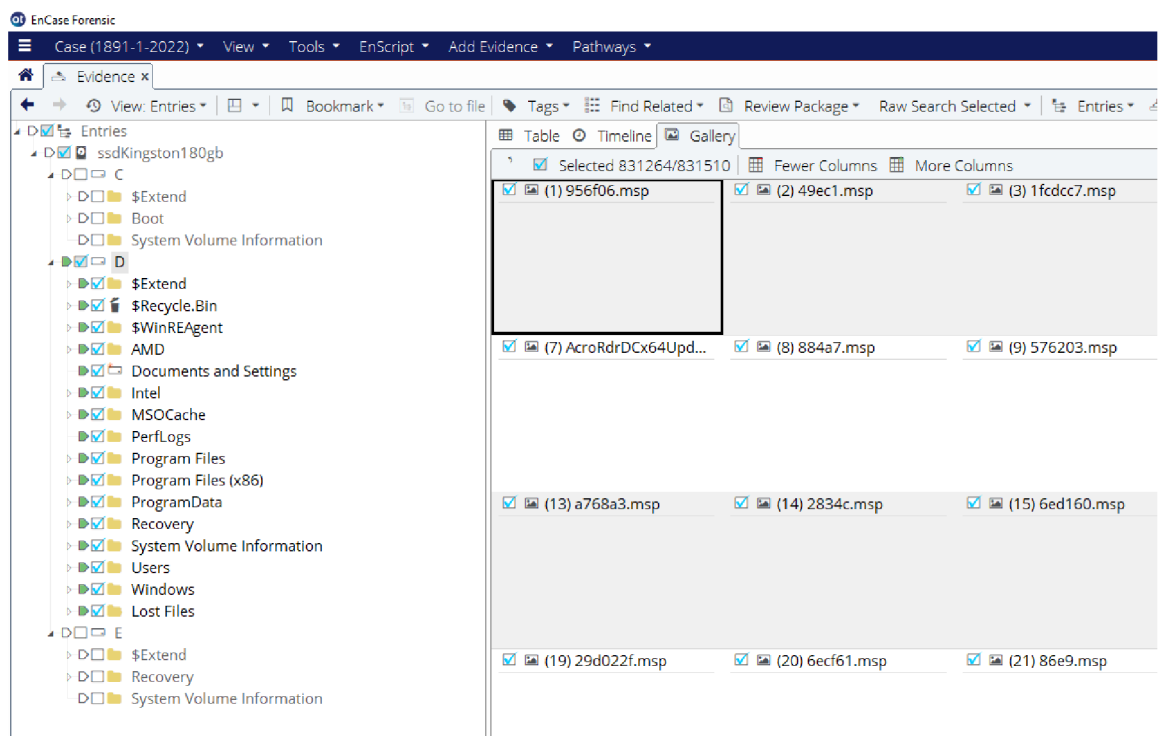 EnCase Forensic
Case (1891-1-2022) View Tools EnScript Add Evidence Pathways
Evidence x
View: Entries Bookmark Go to file Tags Find Related Review Package Raw Search Selected Entries
Entries
ssdKingston180gb
C
$Extend
Boot
System Volume Information
D
$Extend
$Recycle.Bin
$WinREAgent
AMD
Documents and Settings
Intel
MSOCache
PerfLogs
Program Files
Program Files (x86)
ProgramData
Recovery
System Volume Information
Users
Windows
Lost Files
E
$Extend
Recovery
System Volume Information
Table Timeline Gallery
Selected 831264/831510 Fewer Columns More Columns
(1) 956f06.msp (2) 49ec1.msp (3) 1fcdcc7.msp
(7) AcroRdrDCx64Upd... (8) 884a7.msp (9) 576203.msp
(13) a768a3.msp (14) 2834c.msp (15) 6ed160.msp
(19) 29d022f.msp (20) 6ecf61.msp (21) 86e9.msp